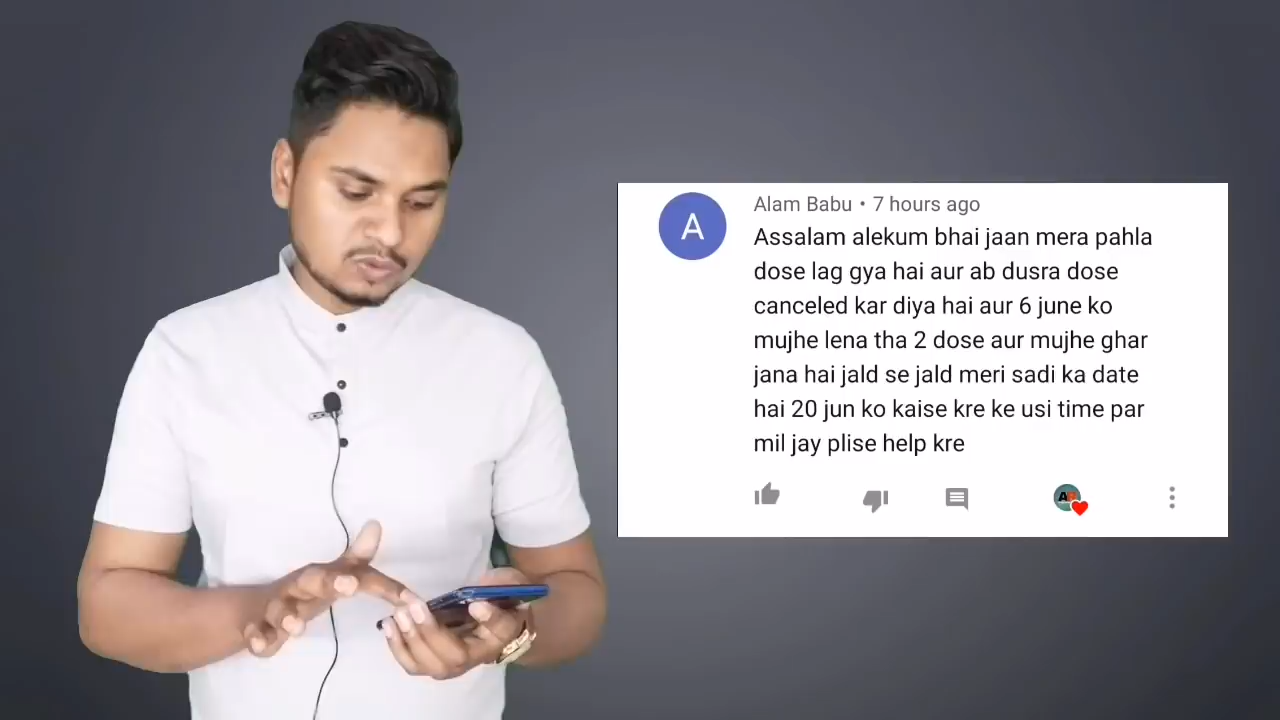 A
Alam Babu • 7 hours ago
Assalam alekum bhai jaan mera pahla
dose lag gya hai aur ab dusra dose
canceled kar diya hai aur 6 june ko
mujhe lena tha 2 dose aur mujhe ghar
jana hai jald se jald meri sadi ka date
hai 20 jun ko kaise kre ke usi time par
mil jay plise help kre